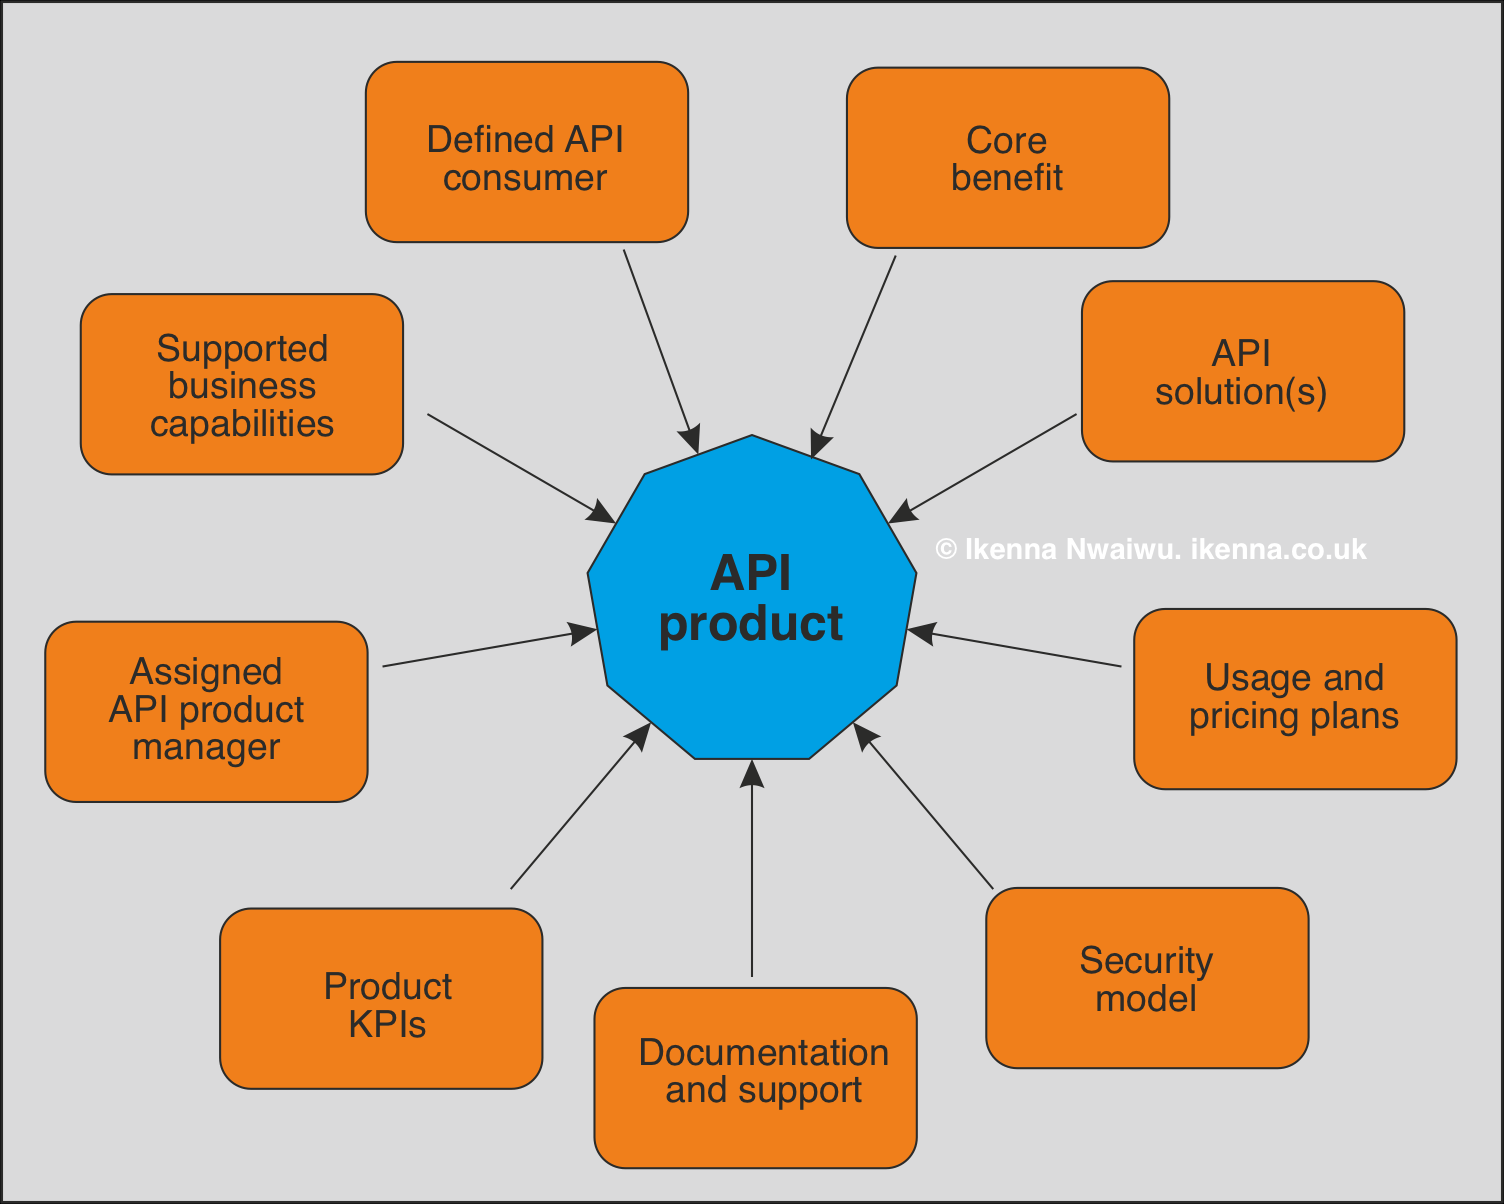 Defined API
consumer
Core
benefit
Supported
business
capabilities
API
solution(s)
© Ikenna Nwaiwu. ikenna.co.uk
API
product
Assigned
API product
manager
Usage and
pricing plans
Product
KPIs
Security
model
Documentation
and support